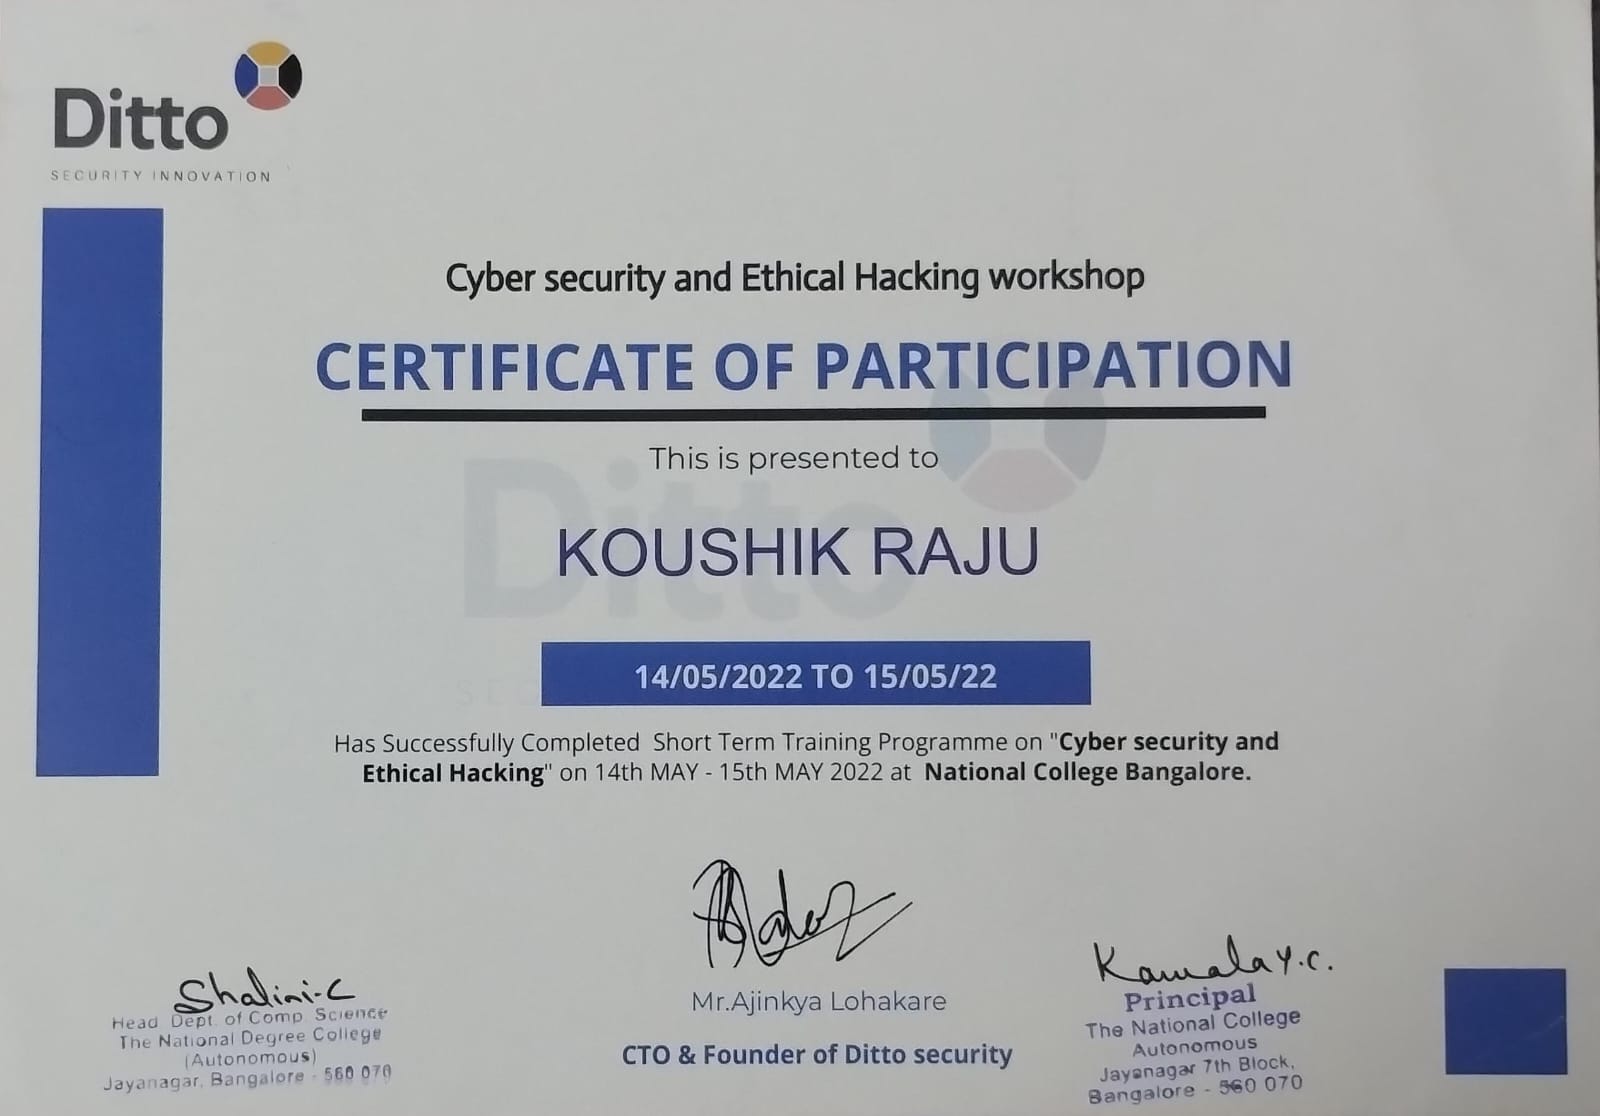 Ditto
SECURITY INNOVATION
Cyber security and Ethical Hacking workshop
CERTIFICATE OF PARTICIPATION
This is presented to
KOUSHIK RAJU
14/05/2022 TO 15/05/22
Has Successfully Completed Short Term Training Programme on "Cyber security and
Ethical Hacking" on 14th MAY - 15th MAY 2022 at National College Bangalore.
Shalini-C
Head Dept. of Comp Science
The National Degree College
(Autonomous)
Jayanagar, Bangalore - 560 070
Mr.Ajinkya Lohakare
CTO & Founder of Ditto security
Kamala Y.C.
Principal
The National College
Autonomous
Jayanagar 7th Block,
Bangalore - 560 070